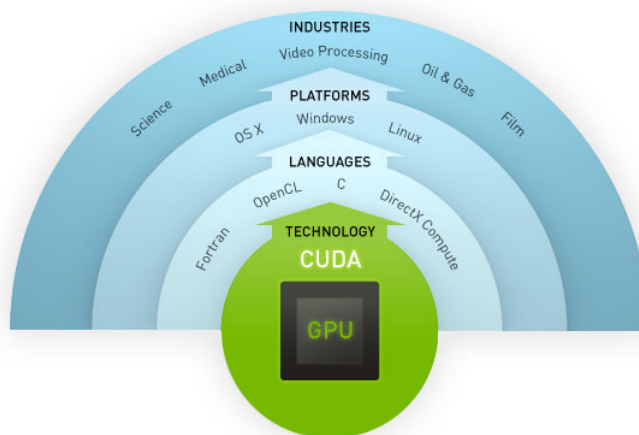 INDUSTRIES
Science
Medical
Video Processing
Oil & Gas
Film
PLATFORMS
OS X
Windows
Linux
LANGUAGES
Fortran
OpenCL
C
DirectX Compute
TECHNOLOGY
CUDA
GPU